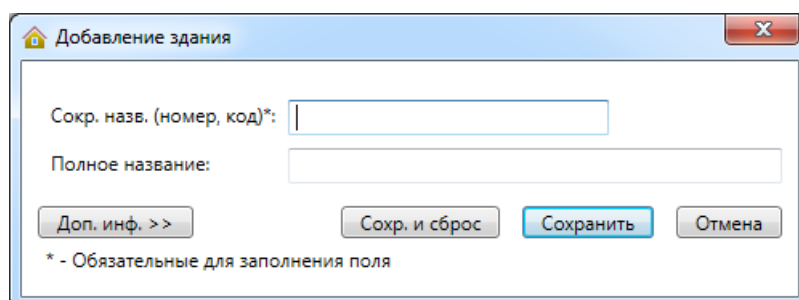 Добавление здания
Сокр. назв. (номер, код)*:
Полное название:
Доп. инф. >> Сохр. и сброс Сохранить Отмена
* - Обязательные для заполнения поля